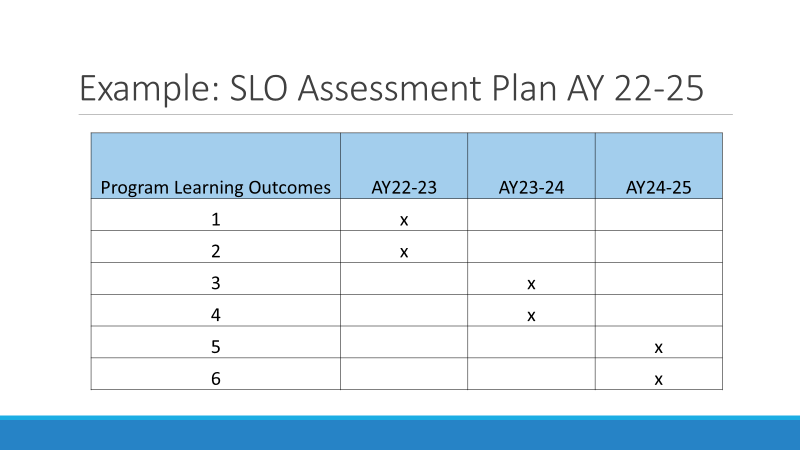 Example: SLO Assessment Plan AY 22-25
Program Learning Outcomes AY22-23 AY23-24 AY24-25
1 x
2 x
3 x
4 x
5 x
6 x